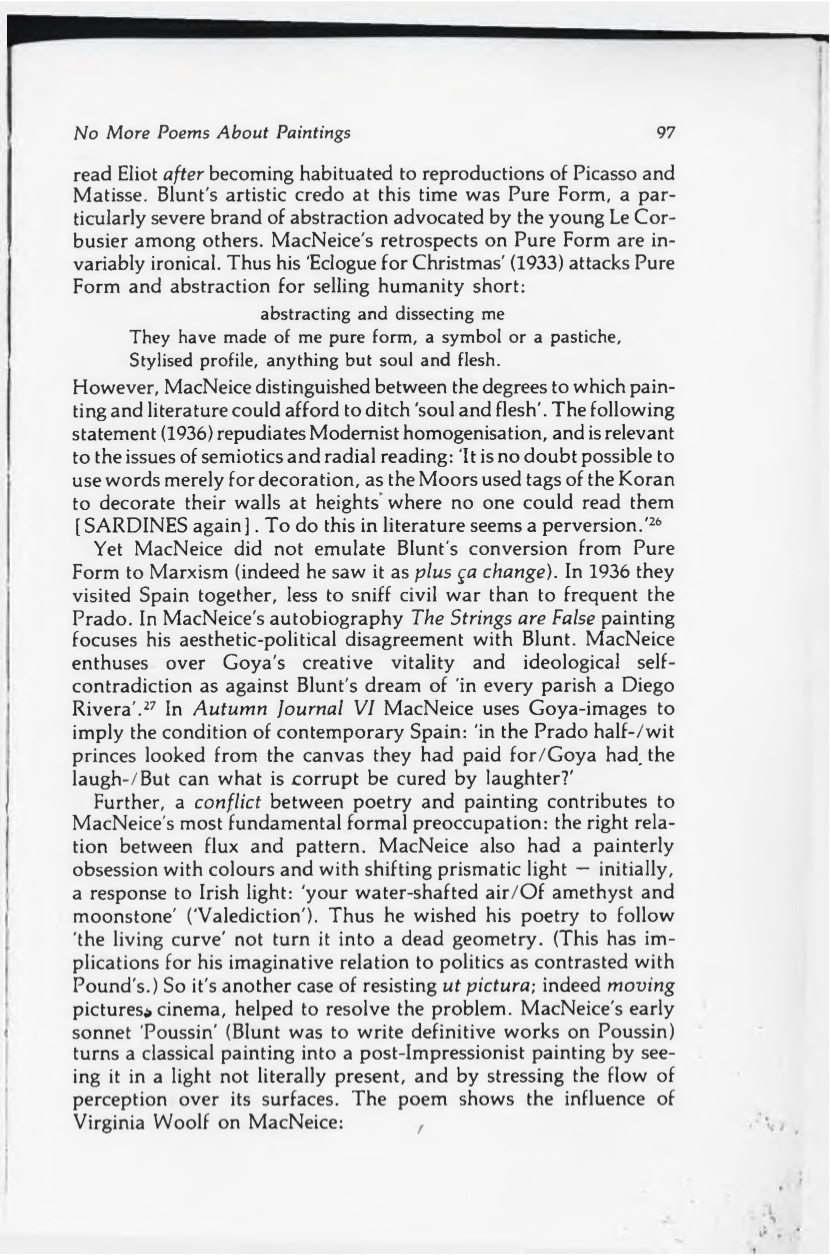 No More Poems About Paintings 97
read Eliot after becoming habituated to reproductions of Picasso and
Matisse. Blunt's artistic credo at this time was Pure Form, a par-
ticularly severe brand of abstraction advocated by the young Le Cor-
busier among others. MacNeice's retrospects on Pure Form are in-
variably ironical. Thus his 'Eclogue for Christmas' (1933) attacks Pure
Form and abstraction for selling humanity short:
abstracting and dissecting me
They have made of me pure form, a symbol or a pastiche,
Stylised profile, anything but soul and flesh.
However, MacNeice distinguished between the degrees to which pain-
ting and literature could afford to ditch 'soul and flesh'. The following
statement (1936) repudiates Modernist homogenisation, and is relevant
to the issues of semiotics and radial reading: 'It is no doubt possible to
use words merely for decoration, as the Moors used tags of the Koran
to decorate their walls at heights where no one could read them
[SARDINES again]. To do this in literature seems a perversion.'26
Yet MacNeice did not emulate Blunt's conversion from Pure
Form to Marxism (indeed he saw it as plus ça change). In 1936 they
visited Spain together, less to sniff civil war than to frequent the
Prado. In MacNeice's autobiography The Strings are False painting
focuses his aesthetic-political disagreement with Blunt. MacNeice
enthuses over Goya's creative vitality and ideological self-
contradiction as against Blunt's dream of 'in every parish a Diego
Rivera'.27 In Autumn Journal VI MacNeice uses Goya-images to
imply the condition of contemporary Spain: 'in the Prado half-/wit
princes looked from the canvas they had paid for/Goya had the
laugh-/But can what is corrupt be cured by laughter?'
Further, a conflict between poetry and painting contributes to
MacNeice's most fundamental formal preoccupation: the right rela-
tion between flux and pattern. MacNeice also had a painterly
obsession with colours and with shifting prismatic light — initially,
a response to Irish light: 'your water-shafted air/Of amethyst and
moonstone' ('Valediction'). Thus he wished his poetry to follow
'the living curve' not turn it into a dead geometry. (This has im-
plications for his imaginative relation to politics as contrasted with
Pound's.) So it's another case of resisting ut pictura; indeed moving
pictures, cinema, helped to resolve the problem. MacNeice's early
sonnet 'Poussin' (Blunt was to write definitive works on Poussin)
turns a classical painting into a post-Impressionist painting by see-
ing it in a light not literally present, and by stressing the flow of
perception over its surfaces. The poem shows the influence of
Virginia Woolf on MacNeice: